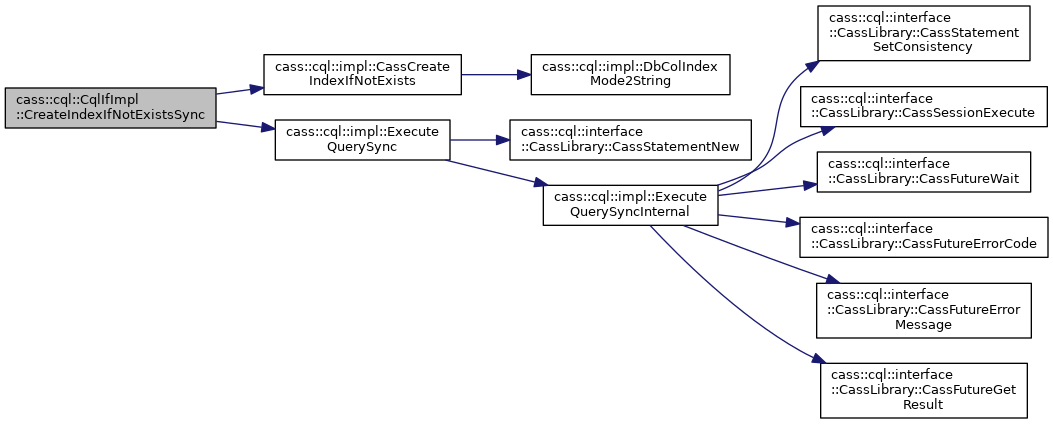 cass::cql::CqlIfImpl
::CreateIndexIfNotExistsSync
cass::cql::impl::CassCreate
IndexIfNotExists
cass::cql::impl::DbColIndex
Mode2String
cass::cql::impl::Execute
QuerySync
cass::cql::interface
::CassLibrary::CassStatementNew
cass::cql::impl::Execute
QuerySyncInternal
cass::cql::interface
::CassLibrary::CassStatement
SetConsistency
cass::cql::interface
::CassLibrary::CassSessionExecute
cass::cql::interface
::CassLibrary::CassFutureWait
cass::cql::interface
::CassLibrary::CassFutureErrorCode
cass::cql::interface
::CassLibrary::CassFutureError
Message
cass::cql::interface
::CassLibrary::CassFutureGet
Result